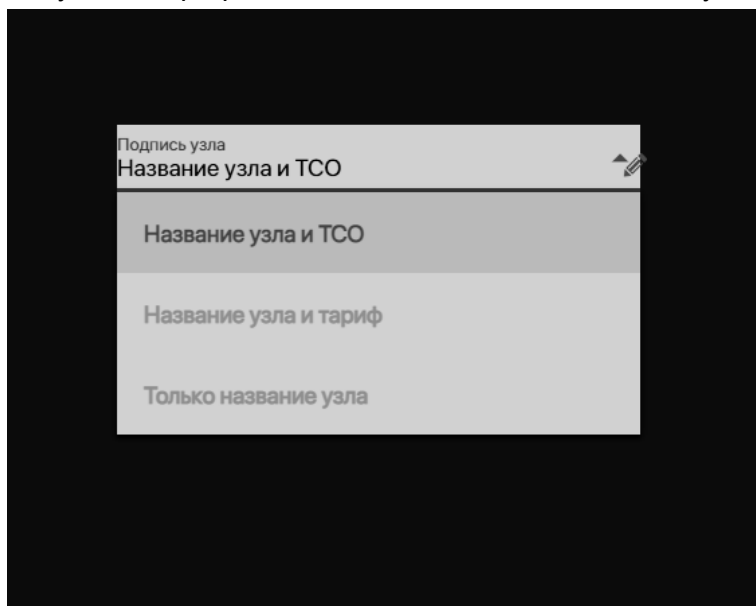 Подпись узла
Название узла и ТСО
Название узла и ТСО
Название узла и тариф
Только название узла